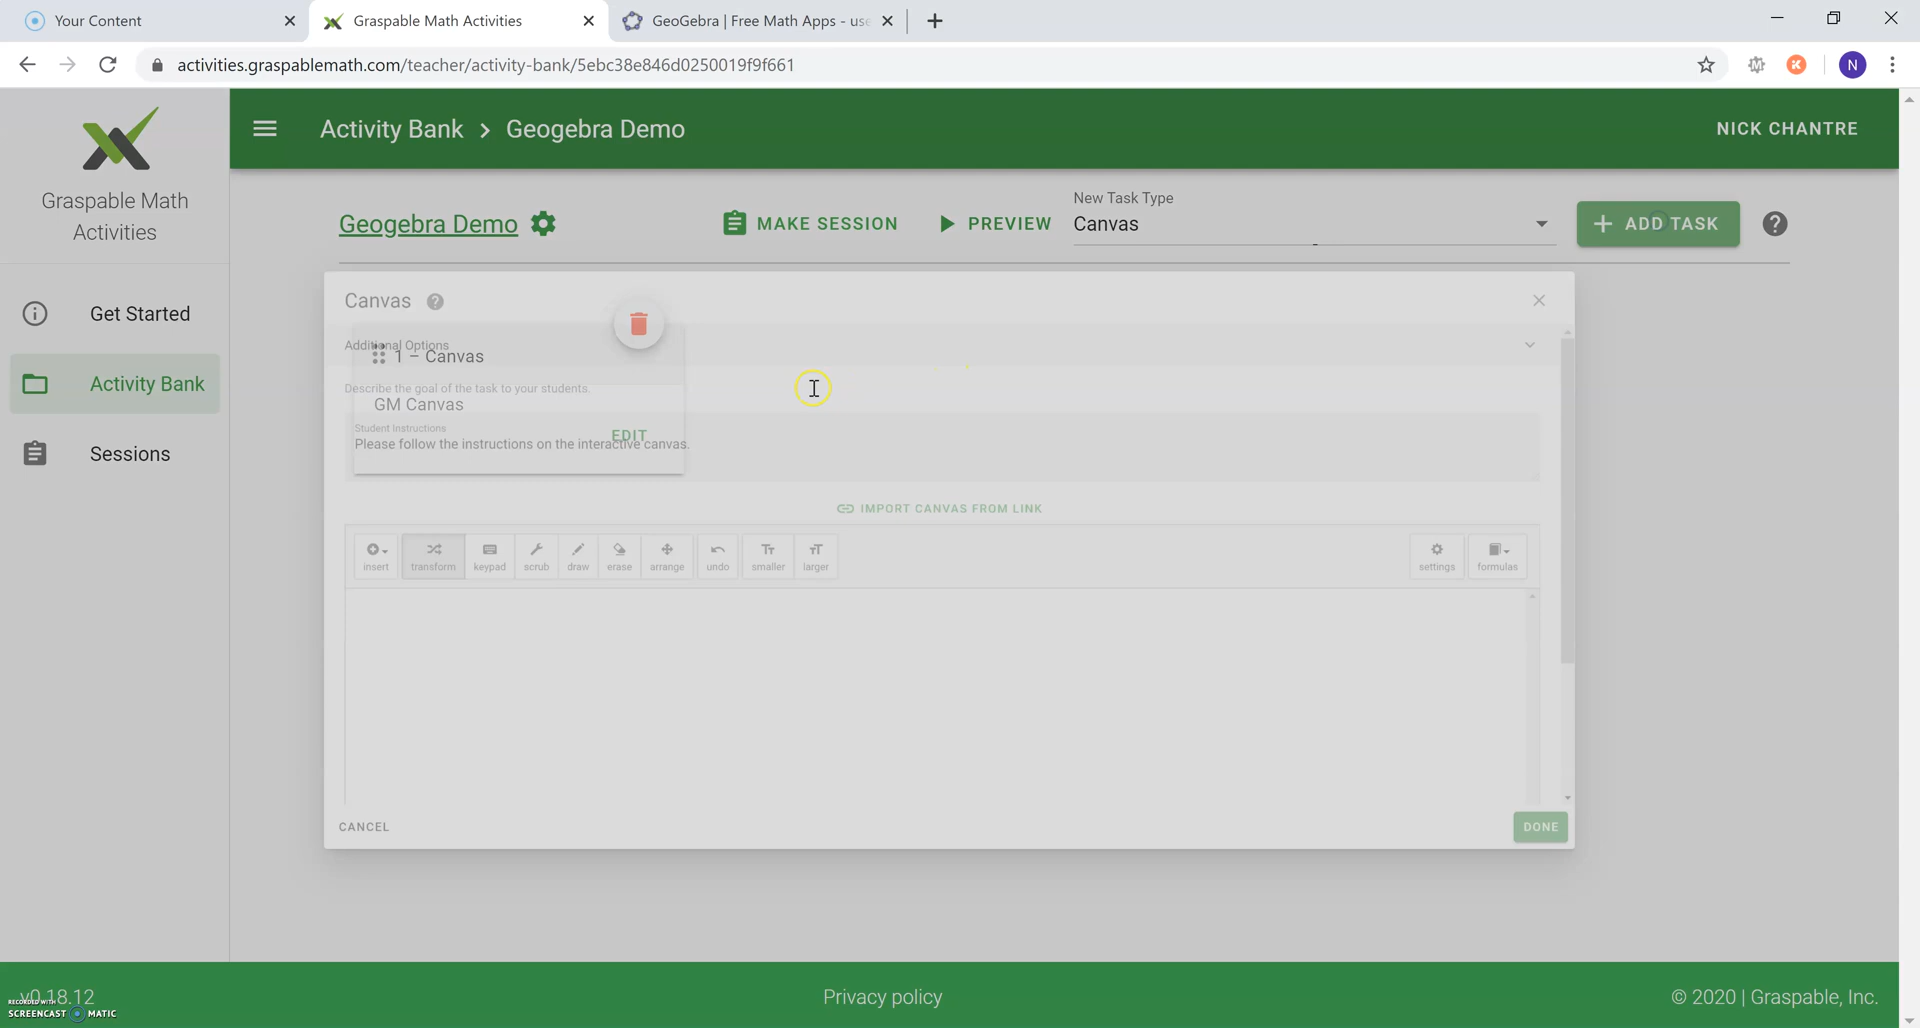 Your Content
Graspable Math Activities
GeoGebra | Free Math Apps - use
activities.graspablemath.com/teacher/activity-bank/5ebc38e846d0250019f9f661
N
Graspable Math
Activities
Activity Bank > Geogebra Demo
NICK CHANTRE
Geogebra Demo
MAKE SESSION
PREVIEW
New Task Type
Canvas
+ ADD TASK
Get Started
Activity Bank
Sessions
Canvas
Additional Options
1 – Canvas
Describe the goal of the task to your students.
GM Canvas
Student Instructions
EDIT
Please follow the instructions on the interactive canvas.
IMPORT CANVAS FROM LINK
insert
transform
keypad
scrub
draw
erase
arrange
undo
smaller
larger
settings
formulas
CANCEL
DONE
v0.18.12
Privacy policy
© 2020 | Graspable, Inc.
RECORDED WITH
SCREENCAST MATIC